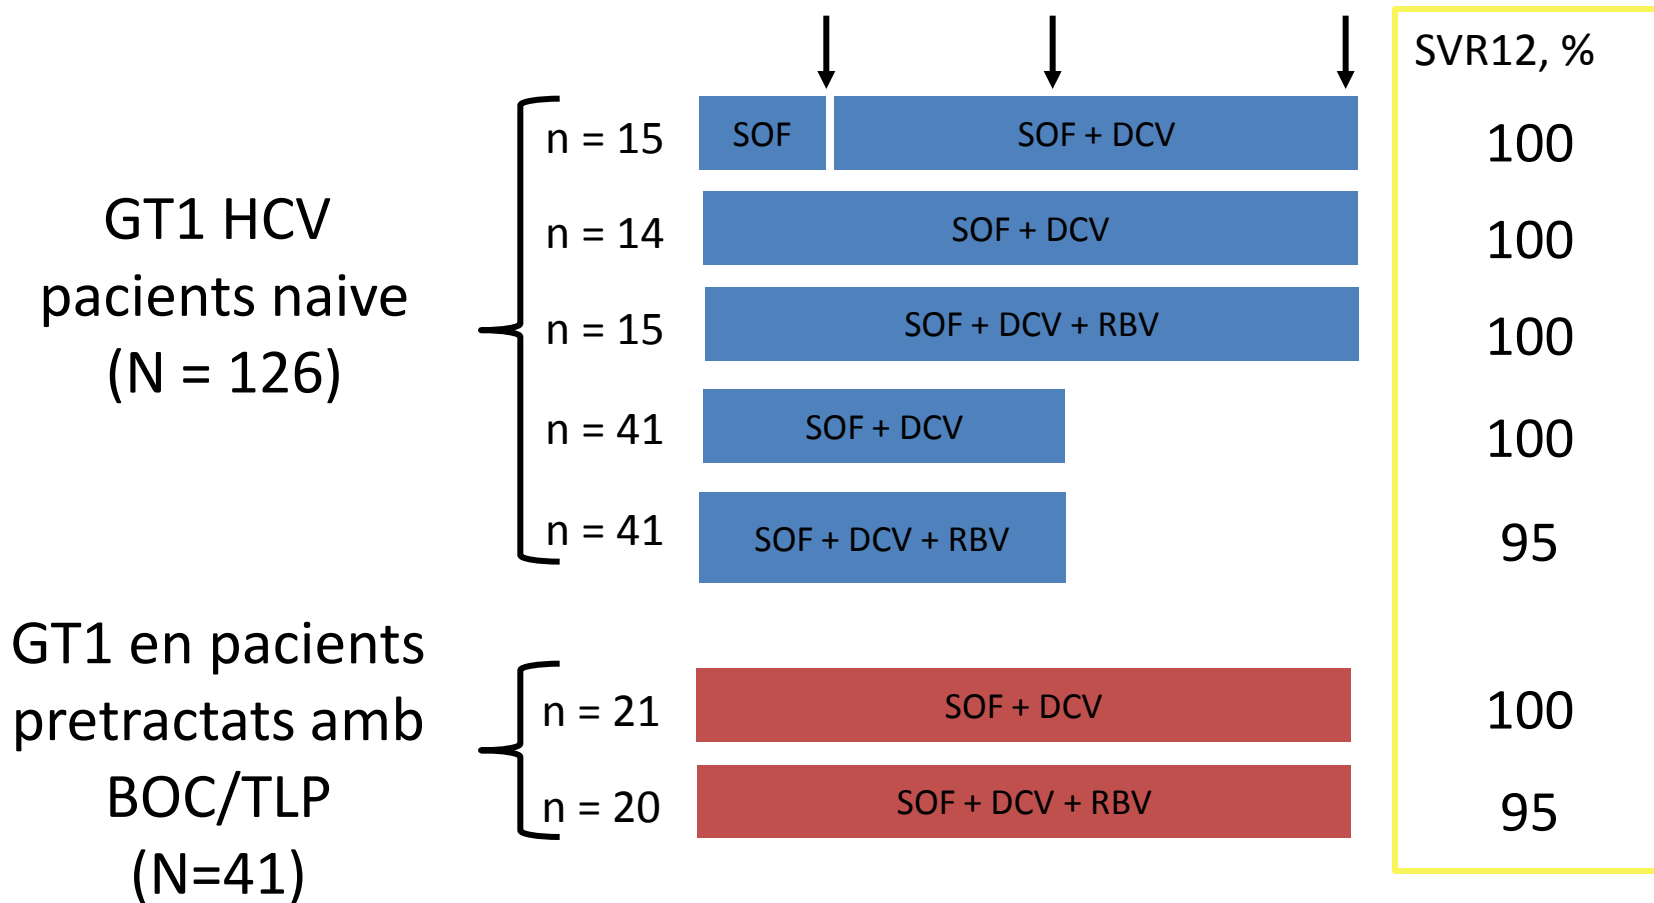 SVR12, %
GT1 HCV
pacients naive
(N = 126)
n = 15
SOF
SOF + DCV
100
n = 14
SOF + DCV
100
n = 15
SOF + DCV + RBV
100
n = 41
SOF + DCV
100
n = 41
SOF + DCV + RBV
95
GT1 en pacients
pretractats amb
BOC/TLP
(N=41)
n = 21
SOF + DCV
100
n = 20
SOF + DCV + RBV
95